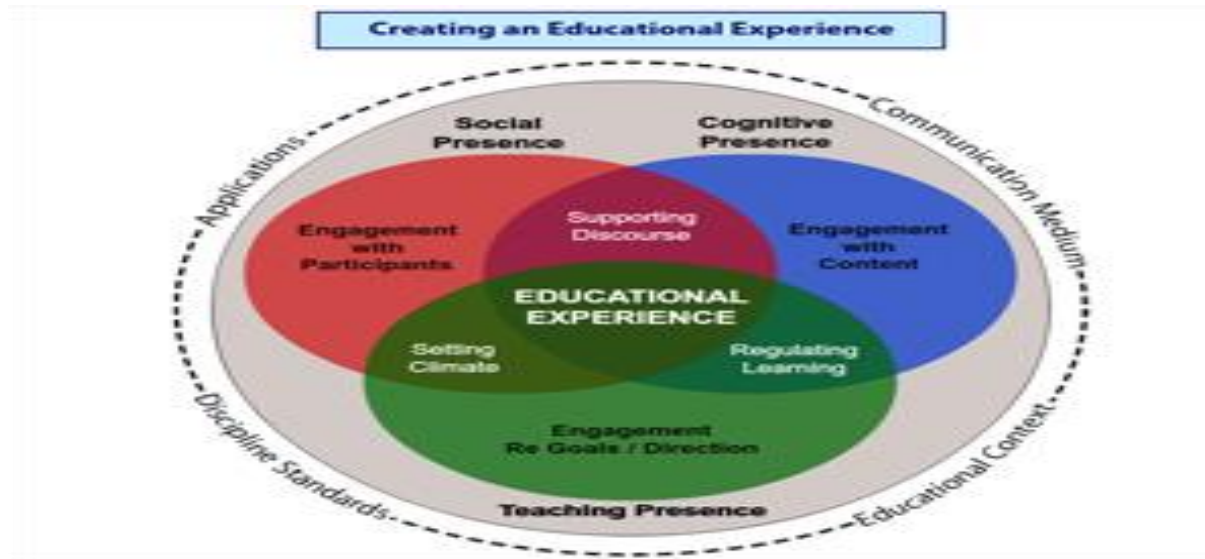 Creating an Educational Experience
Social
Presence
Cognitive
Presence
Applications
Communication Medium
Engagement
with
Participants
Supporting
Discourse
Engagement
with
Content
EDUCATIONAL
EXPERIENCE
Setting
Climate
Regulating
Learning
Engagement
Re Goals / Direction
Teaching Presence
Discipline Standards
Educational Context